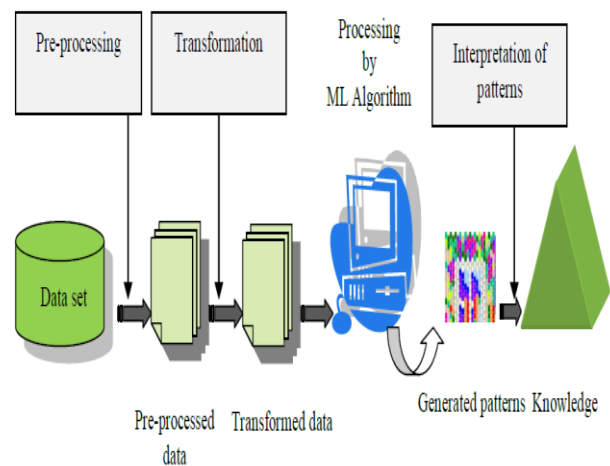 Pre-processing
Transformation
Processing
by
ML Algorithm
Interpretation of
patterns
Data set
Pre-processed
data
Transformed data
Generated patterns
Knowledge